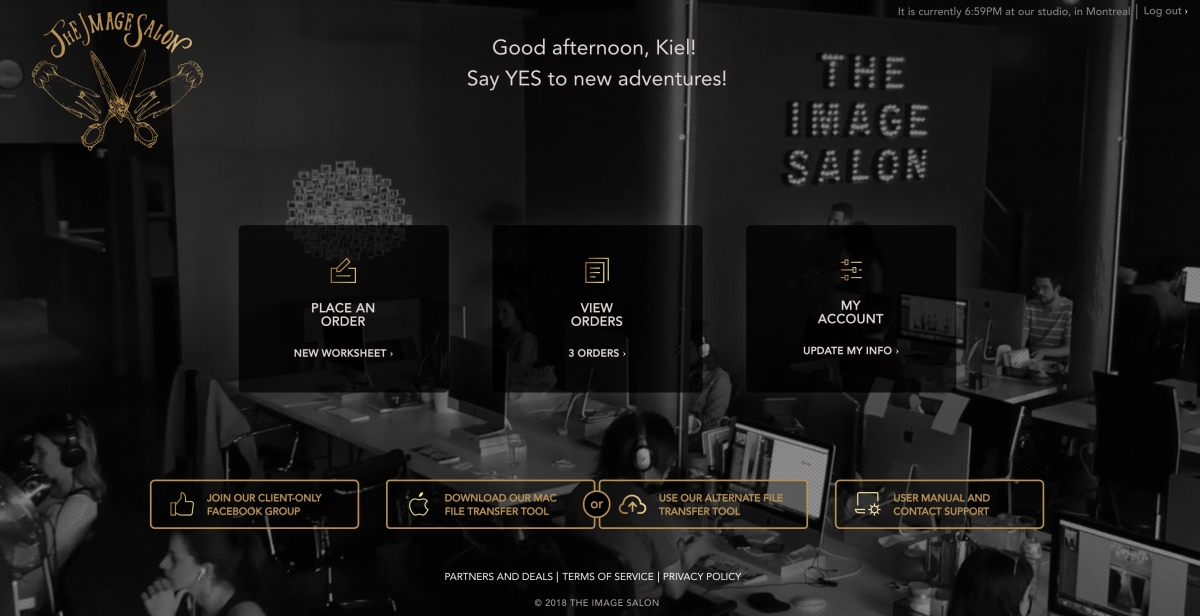 THE IMAGE SALON
It is currently 6:59PM at our studio, in Montreal | Log out ›
Good afternoon, Kiel!
Say YES to new adventures!
THE
IMAGE
SALON
PLACE AN
ORDER
NEW WORKSHEET ›
VIEW
ORDERS
3 ORDERS ›
MY
ACCOUNT
UPDATE MY INFO ›
JOIN OUR CLIENT-ONLY
FACEBOOK GROUP
DOWNLOAD OUR MAC
FILE TRANSFER TOOL
or
USE OUR ALTERNATE FILE
TRANSFER TOOL
USER MANUAL AND
CONTACT SUPPORT
PARTNERS AND DEALS | TERMS OF SERVICE | PRIVACY POLICY
© 2018 THE IMAGE SALON